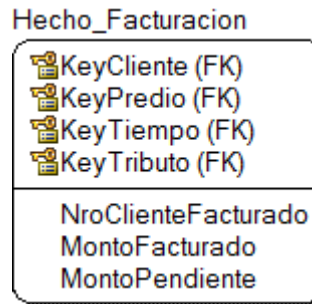 Hecho_Facturacion
KeyCliente (FK)
KeyPredio (FK)
KeyTiempo (FK)
KeyTributo (FK)
NroClienteFacturado
MontoFacturado
MontoPendiente